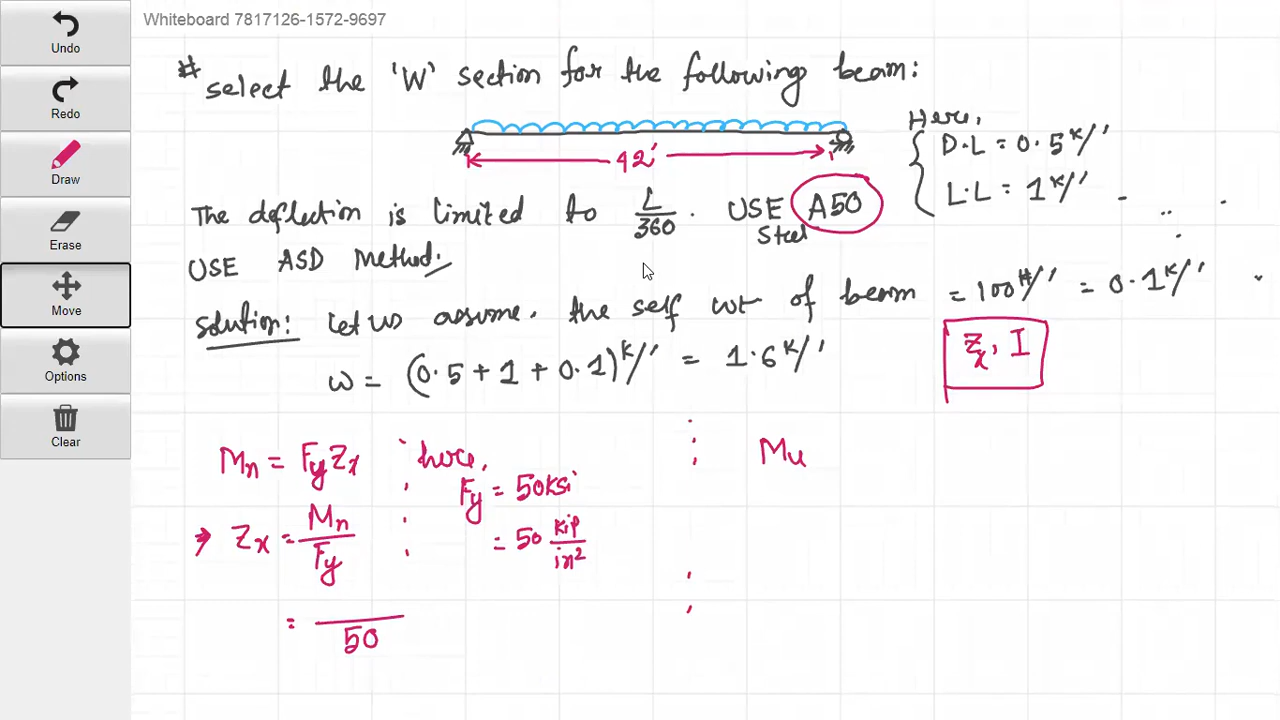 Whiteboard 7817126-1572-9697
Undo
Redo
Draw
Erase
Move
Options
Clear
# select the 'W' section for the following beam:
42'
Here,
D.L = 0.5 K/'
L.L = 1 K/'
The deflection is limited to L/360 . USE A50 Steel
USE ASD Method.
Solution: Let us assume, the self wt of beam = 100 #/' = 0.1 K/'
w = (0.5 + 1 + 0.1) K/' = 1.6 K/'
Zx, I
Mn = Fy Zx
here,
Fy = 50 ksi
= 50 kip/in²
⇒ Zx = Mn/Fy
= /50
Mu